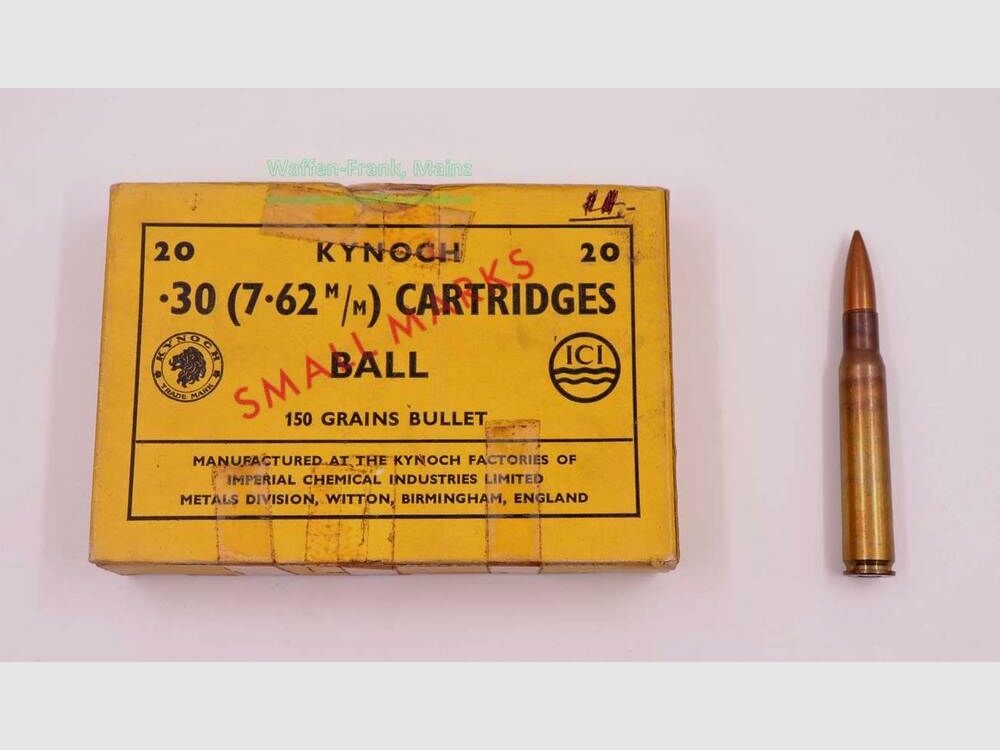 Waffen-Frank, Mainz
20 KYNOCH 20
·30 (7·62 M/M) CARTRIDGES
SMALL MARKS
BALL
KYNOCH
TRADE MARK
ICI
150 GRAINS BULLET
MANUFACTURED AT THE KYNOCH FACTORIES OF
IMPERIAL CHEMICAL INDUSTRIES LIMITED
METALS DIVISION, WITTON, BIRMINGHAM, ENGLAND